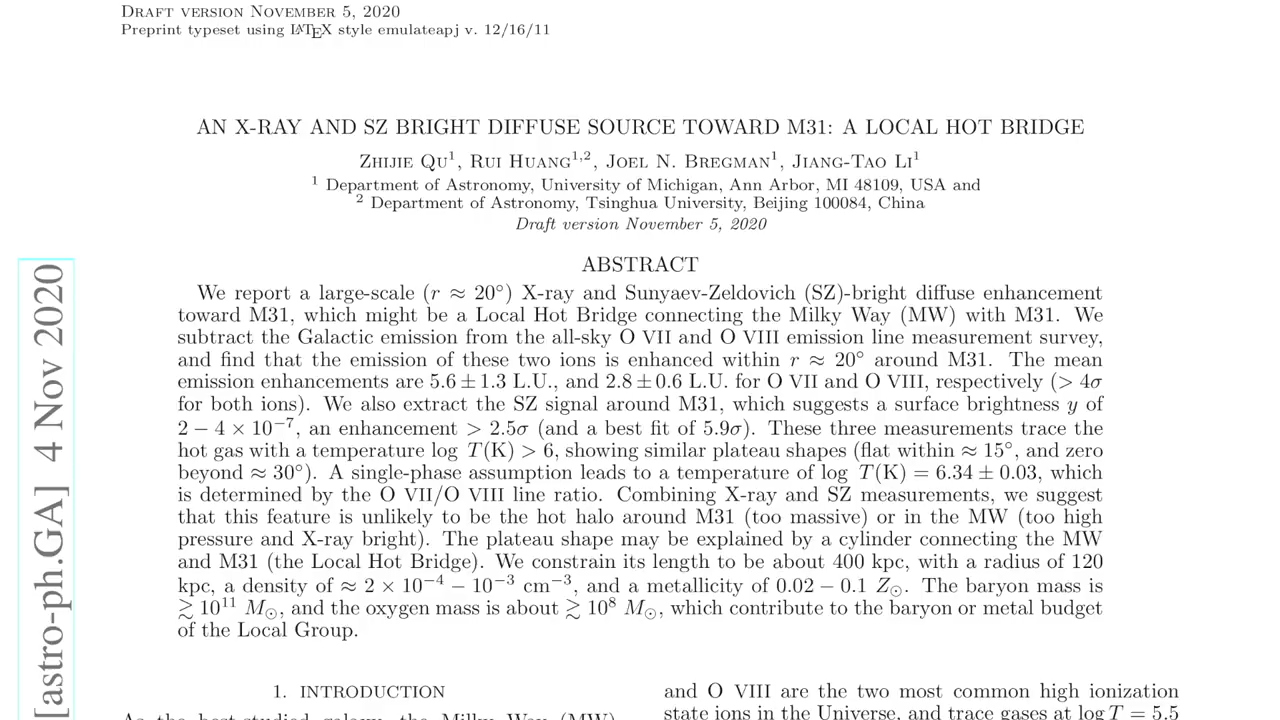 DRAFT VERSION NOVEMBER 5, 2020
Preprint typeset using LATEX style emulateapj v. 12/16/11
AN X-RAY AND SZ BRIGHT DIFFUSE SOURCE TOWARD M31: A LOCAL HOT BRIDGE
ZHIJIE QU¹, RUI HUANG¹,², JOEL N. BREGMAN¹, JIANG-TAO LI¹
¹ Department of Astronomy, University of Michigan, Ann Arbor, MI 48109, USA and
² Department of Astronomy, Tsinghua University, Beijing 100084, China
Draft version November 5, 2020
ABSTRACT
We report a large-scale (r ≈ 20°) X-ray and Sunyaev-Zeldovich (SZ)-bright diffuse enhancement
toward M31, which might be a Local Hot Bridge connecting the Milky Way (MW) with M31. We
subtract the Galactic emission from the all-sky O VII and O VIII emission line measurement survey,
and find that the emission of these two ions is enhanced within r ≈ 20° around M31. The mean
emission enhancements are 5.6 ± 1.3 L.U., and 2.8 ± 0.6 L.U. for O VII and O VIII, respectively (> 4σ
for both ions). We also extract the SZ signal around M31, which suggests a surface brightness y of
2 − 4 × 10⁻⁷, an enhancement > 2.5σ (and a best fit of 5.9σ). These three measurements trace the
hot gas with a temperature log T(K) > 6, showing similar plateau shapes (flat within ≈ 15°, and zero
beyond ≈ 30°). A single-phase assumption leads to a temperature of log T(K) = 6.34 ± 0.03, which
is determined by the O VII/O VIII line ratio. Combining X-ray and SZ measurements, we suggest
that this feature is unlikely to be the hot halo around M31 (too massive) or in the MW (too high
pressure and X-ray bright). The plateau shape may be explained by a cylinder connecting the MW
and M31 (the Local Hot Bridge). We constrain its length to be about 400 kpc, with a radius of 120
kpc, a density of ≈ 2 × 10⁻⁴ − 10⁻³ cm⁻³, and a metallicity of 0.02 − 0.1 Z⊙. The baryon mass is
≳ 10¹¹ M⊙, and the oxygen mass is about ≳ 10⁸ M⊙, which contribute to the baryon or metal budget
of the Local Group.
1. INTRODUCTION
As the best-studied galaxy, the Milky Way (MW)
and O VIII are the two most common high ionization
state ions in the Universe, and trace gases at log T = 5.5
[astro-ph.GA] 4 Nov 2020